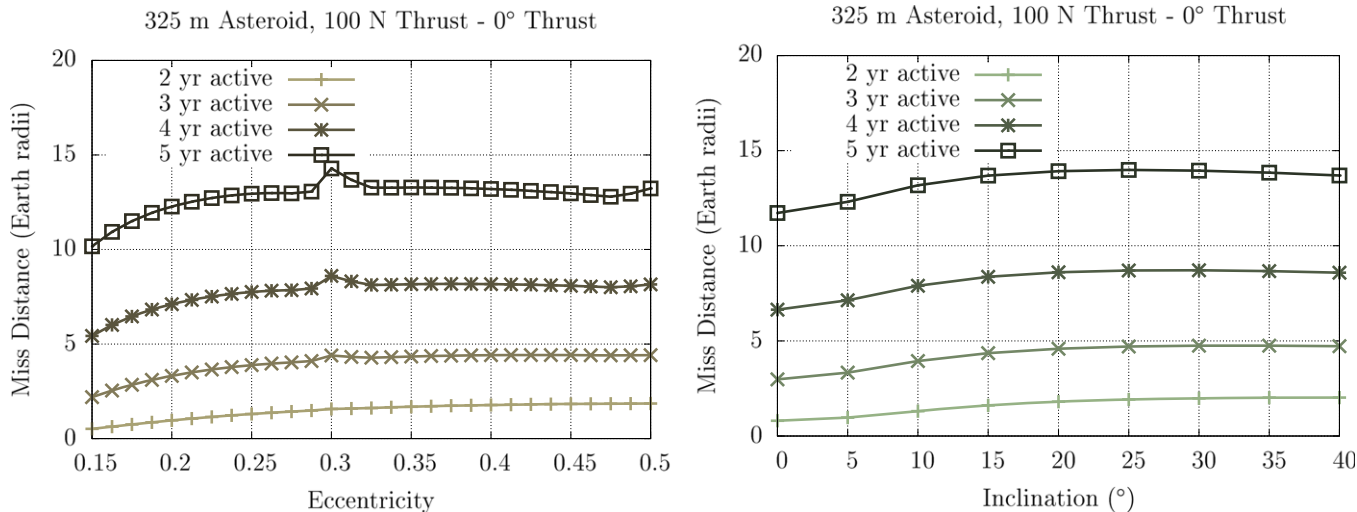 325 m Asteroid, 100 N Thrust - 0° Thrust
Miss Distance (Earth radii)
20
15
10
5
0
2 yr active
3 yr active
4 yr active
5 yr active
0.15 0.2 0.25 0.3 0.35 0.4 0.45 0.5
Eccentricity
325 m Asteroid, 100 N Thrust - 0° Thrust
Miss Distance (Earth radii)
20
15
10
5
0
2 yr active
3 yr active
4 yr active
5 yr active
0 5 10 15 20 25 30 35 40
Inclination (°)